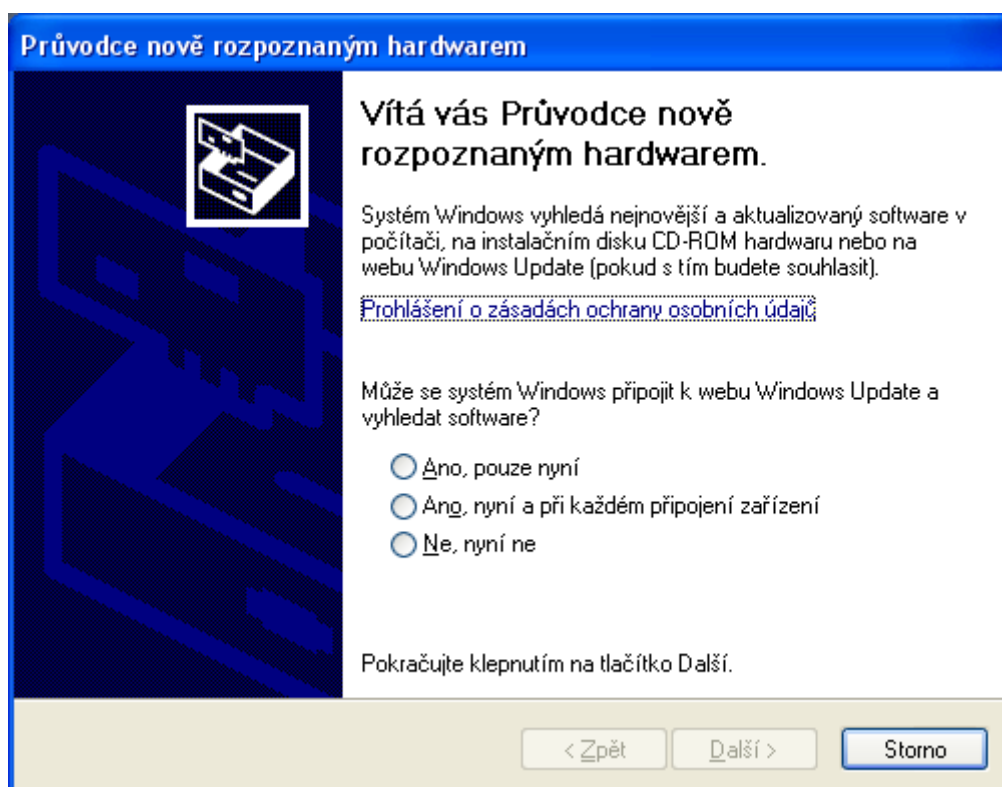 Průvodce nově rozpoznaným hardwarem
Vítá vás Průvodce nově
rozpoznaným hardwarem.
Systém Windows vyhledá nejnovější a aktualizovaný software v
počítači, na instalačním disku CD-ROM hardwaru nebo na
webu Windows Update (pokud s tím budete souhlasit).
Prohlášení o zásadách ochrany osobních údajů
Může se systém Windows připojit k webu Windows Update a
vyhledat software?
Ano, pouze nyní
Ano, nyní a při každém připojení zařízení
Ne, nyní ne
Pokračujte klepnutím na tlačítko Další.
< Zpět
Další >
Storno